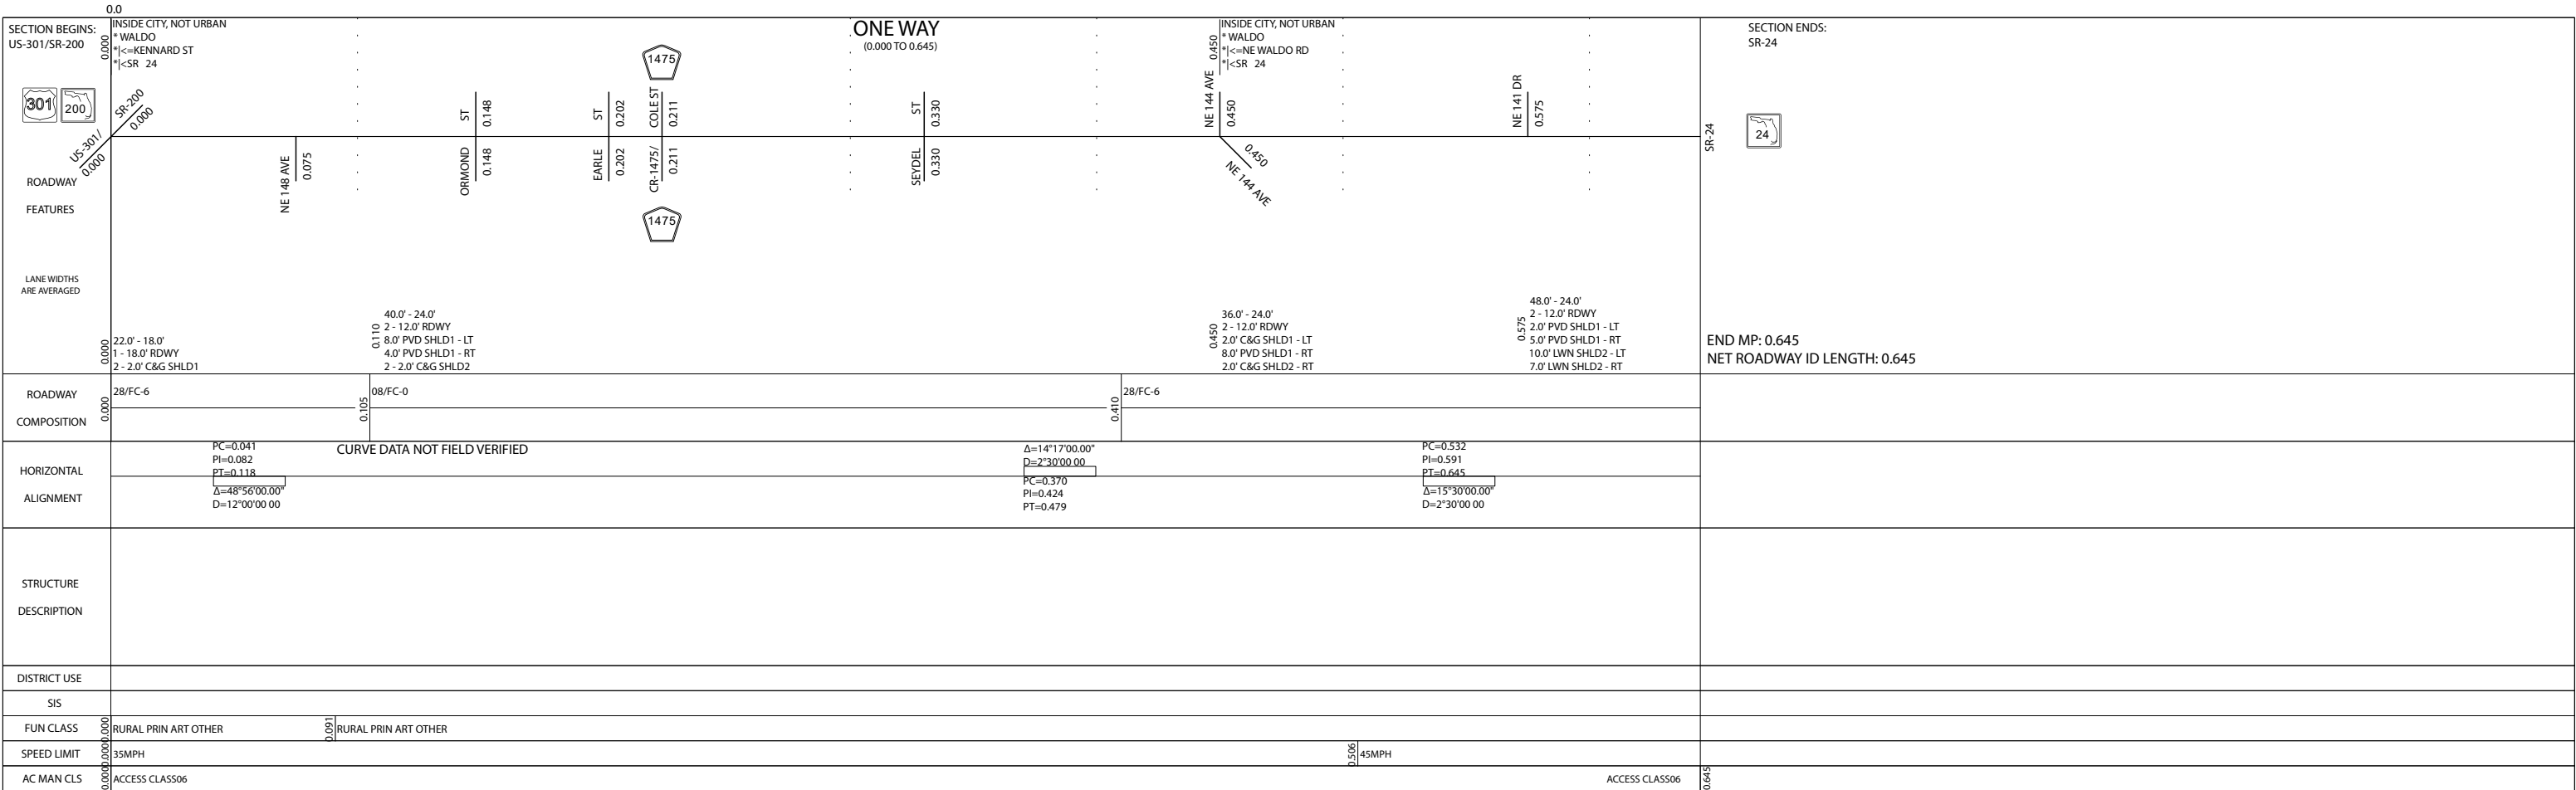 0.0
SECTION BEGINS:
US-301/SR-200
0.000
INSIDE CITY, NOT URBAN
* WALDO
*|<=KENNARD ST
*|<SR 24
ONE WAY
(0.000 TO 0.645)
0.450
INSIDE CITY, NOT URBAN
* WALDO
*|<=NE WALDO RD
*|<SR 24
SECTION ENDS:
SR-24
301
200
SR-200
0.000
US-301/
0.000
NE 148 AVE
0.075
ST
0.148
ORMOND
0.148
ST
0.202
EARLE
0.202
1475
COLE ST
0.211
CR-1475/
0.211
1475
ST
0.330
SEYDEL
0.330
NE 144 AVE
0.450
0.450
NE 144 AVE
NE 141 DR
0.575
SR-24
24
ROADWAY
FEATURES
LANE WIDTHS
ARE AVERAGED
0.000
22.0' - 18.0'
1 - 18.0' RDWY
2 - 2.0' C&G SHLD1
0.110
40.0' - 24.0'
2 - 12.0' RDWY
8.0' PVD SHLD1 - LT
4.0' PVD SHLD1 - RT
2 - 2.0' C&G SHLD2
0.450
36.0' - 24.0'
2 - 12.0' RDWY
2.0' C&G SHLD1 - LT
8.0' PVD SHLD1 - RT
2.0' C&G SHLD2 - RT
0.575
48.0' - 24.0'
2 - 12.0' RDWY
2.0' PVD SHLD1 - LT
5.0' PVD SHLD1 - RT
10.0' LWN SHLD2 - LT
7.0' LWN SHLD2 - RT
END MP: 0.645
NET ROADWAY ID LENGTH: 0.645
ROADWAY
COMPOSITION
0.000
28/FC-6
0.105
08/FC-0
0.410
28/FC-6
HORIZONTAL
ALIGNMENT
PC=0.041
PI=0.082
PT=0.118
Δ=48°56'00.00"
D=12°00'00 00
CURVE DATA NOT FIELD VERIFIED
Δ=14°17'00.00"
D=2°30'00 00
PC=0.370
PI=0.424
PT=0.479
PC=0.532
PI=0.591
PT=0.645
Δ=15°30'00.00"
D=2°30'00 00
STRUCTURE
DESCRIPTION
DISTRICT USE
SIS
FUN CLASS
0.000
RURAL PRIN ART OTHER
0.091
RURAL PRIN ART OTHER
SPEED LIMIT
0.000
35MPH
0.506
45MPH
AC MAN CLS
0.000
ACCESS CLASS06
ACCESS CLASS06
0.645